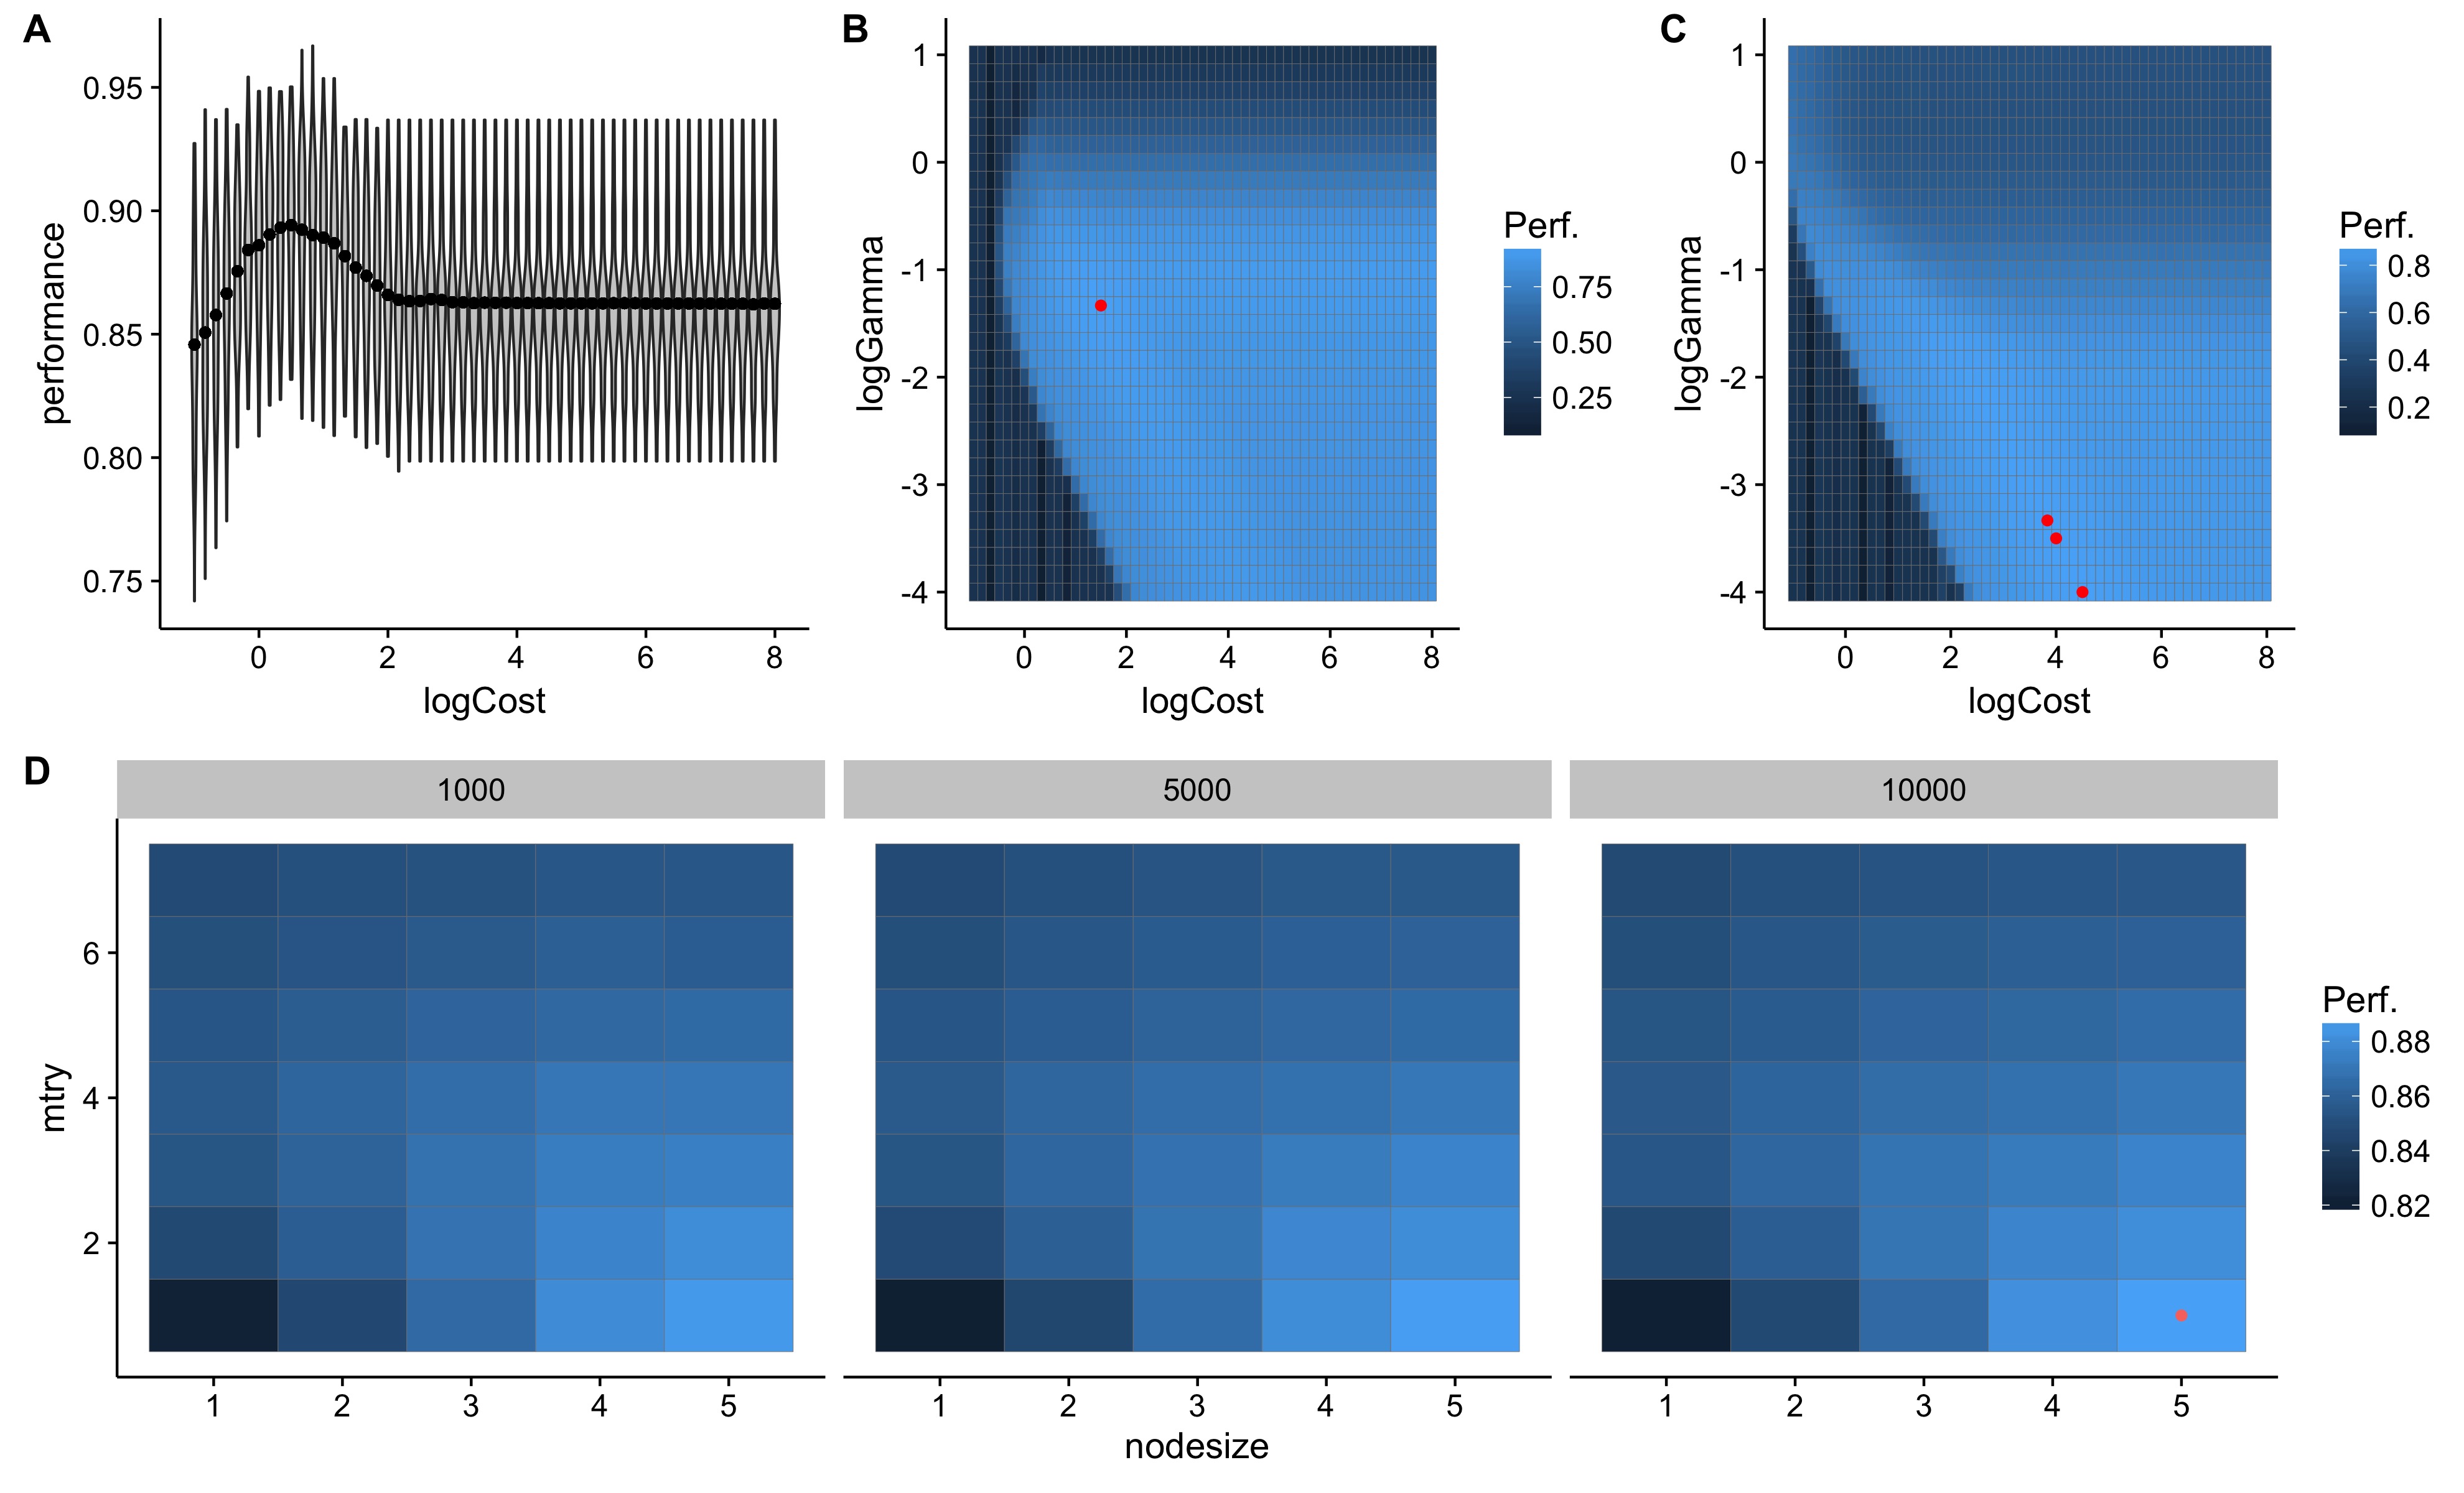 A
performance
0.95
0.90
0.85
0.80
0.75
0 2 4 6 8
logCost
B
logGamma
1
0
-1
-2
-3
-4
0 2 4 6 8
logCost
Perf.
0.75
0.50
0.25
C
logGamma
1
0
-1
-2
-3
-4
0 2 4 6 8
logCost
Perf.
0.8
0.6
0.4
0.2
D
1000 5000 10000
mtry
6
4
2
1 2 3 4 5 1 2 3 4 5 1 2 3 4 5
nodesize
Perf.
0.88
0.86
0.84
0.82